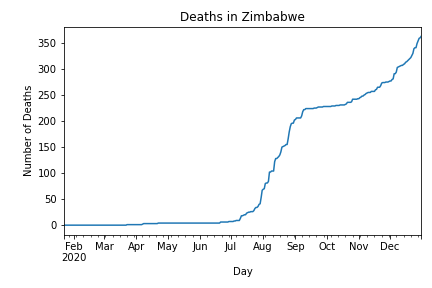 Deaths in Zimbabwe
350
300
250
200
150
100
50
0
Number of Deaths
Feb Mar Apr May Jun Jul Aug Sep Oct Nov Dec
2020
Day